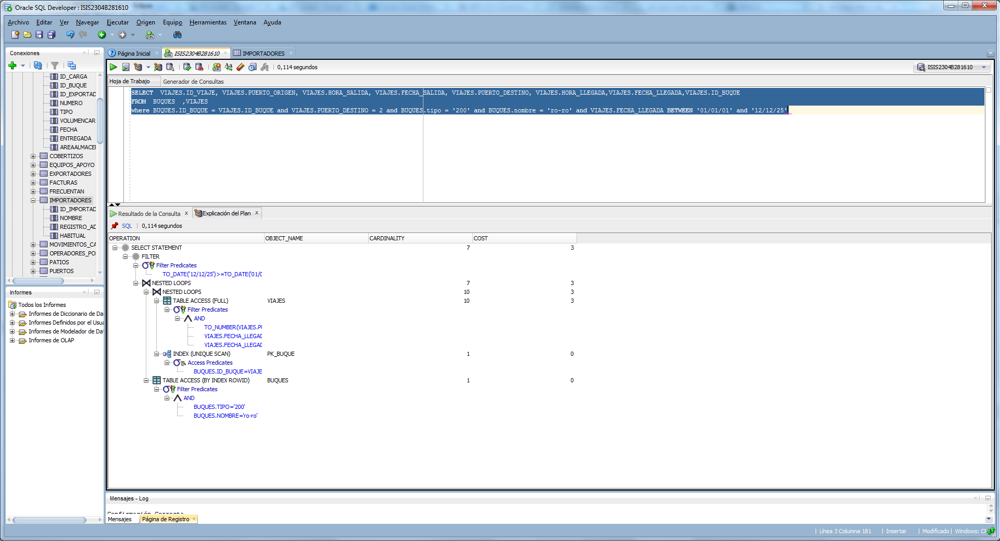 Oracle SQL Developer : ISIS2304B281610
Archivo Editar Ver Navegar Ejecutar Origen Equipo Herramientas Ventana Ayuda
Conexiones
Página Inicial
ISIS2304B281610
IMPORTADORES
0,114 segundos
ISIS2304B281610
Hoja de Trabajo
Generador de Consultas
SELECT VIAJES.ID_VIAJE, VIAJES.PUERTO_ORIGEN, VIAJES.HORA_SALIDA, VIAJES.FECHA_SALIDA, VIAJES.PUERTO_DESTINO, VIAJES.HORA_LLEGADA,VIAJES.FECHA_LLEGADA,VIAJES.ID_BUQUE
FROM BUQUES ,VIAJES
where BUQUES.ID_BUQUE = VIAJES.ID_BUQUE and VIAJES.PUERTO_DESTINO = 2 and BUQUES.tipo = '200' and BUQUES.nombre = 'ro-ro' and VIAJES.FECHA_LLEGADA BETWEEN '01/01/01' and '12/12/25'
ID_CARGA
ID_BUQUE
ID_EXPORTAD
NUMERO
TIPO
VOLUMENCAR
FECHA
ENTREGADA
AREAALMACE
COBERTIZOS
EQUIPOS_APOYO
EXPORTADORES
FACTURAS
FRECUENTAN
IMPORTADORES
ID_IMPORTAD
NOMBRE
REGISTRO_AD
HABITUAL
MOVIMIENTOS_CA
OPERADORES_PO
PATIOS
PUERTOS
Informes
Todos los Informes
Informes de Diccionario de Da
Informes Definidos por el Usua
Informes de Modelador de Dat
Informes de OLAP
Resultado de la Consulta
Explicación del Plan
SQL
0,114 segundos
OPERATION OBJECT_NAME CARDINALITY COST
SELECT STATEMENT 7 3
FILTER
Filter Predicates
TO_DATE('12/12/25')>=TO_DATE('01/0
NESTED LOOPS 7 3
NESTED LOOPS 10 3
TABLE ACCESS (FULL) VIAJES 10 3
Filter Predicates
AND
TO_NUMBER(VIAJES.PU
VIAJES.FECHA_LLEGAD
VIAJES.FECHA_LLEGAD
INDEX (UNIQUE SCAN) PK_BUQUE 1 0
Access Predicates
BUQUES.ID_BUQUE=VIAJE
TABLE ACCESS (BY INDEX ROWID) BUQUES 1 0
Filter Predicates
AND
BUQUES.TIPO='200'
BUQUES.NOMBRE='ro-ro'
Mensajes - Log
Confirmación Correcta
Mensajes
Página de Registro
Línea 3 Columna 181 | Insertar | Modificado | Windows: CR